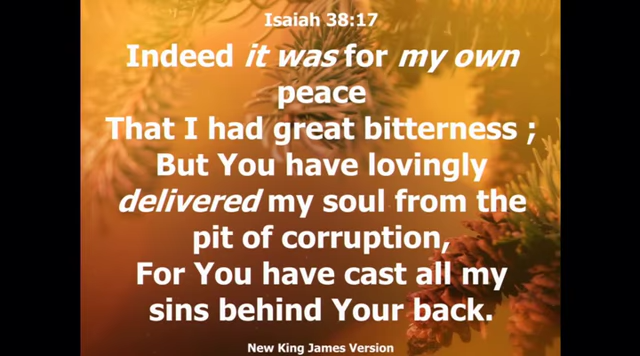 Isaiah 38:17
Indeed it was for my own
peace
That I had great bitterness ;
But You have lovingly
delivered my soul from the
pit of corruption,
For You have cast all my
sins behind Your back.
New King James Version